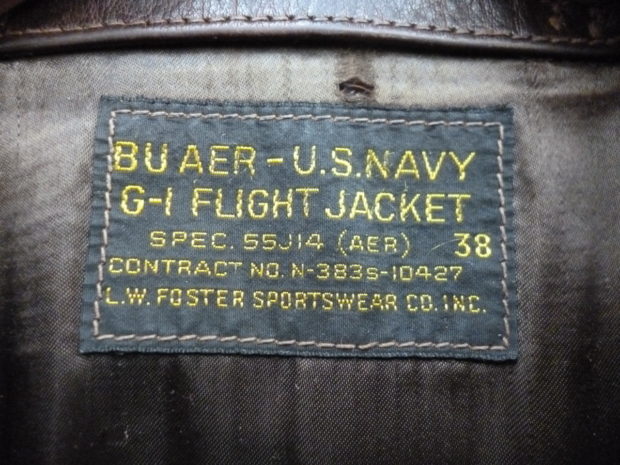 BU AER - U.S. NAVY
G-1 FLIGHT JACKET
SPEC. 55J14 (AER) 38
CONTRACT NO. N-383s-10427
L.W. FOSTER SPORTSWEAR CO. INC.